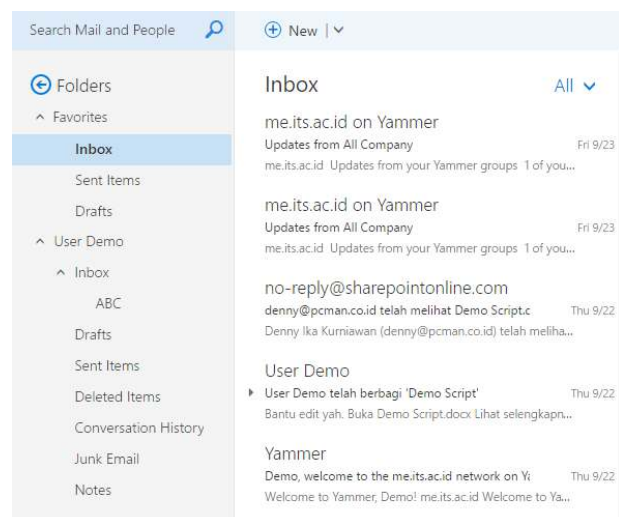 Search Mail and People
New
Folders
Favorites
Inbox
Sent Items
Drafts
User Demo
Inbox
ABC
Drafts
Sent Items
Deleted Items
Conversation History
Junk Email
Notes
Inbox
All
me.its.ac.id on Yammer
Updates from All Company Fri 9/23
me.its.ac.id Updates from your Yammer groups 1 of you...
me.its.ac.id on Yammer
Updates from All Company Fri 9/23
me.its.ac.id Updates from your Yammer groups 1 of you...
no-reply@sharepointonline.com
denny@pcman.co.id telah melihat Demo Script.c Thu 9/22
Denny Ika Kurniawan (denny@pcman.co.id) telah meliha...
User Demo
User Demo telah berbagi 'Demo Script' Thu 9/22
Bantu edit yah. Buka Demo Script.docx Lihat selengkapn...
Yammer
Demo, welcome to the me.its.ac.id network on Ya Thu 9/22
Welcome to Yammer, Demo! me.its.ac.id Welcome to Ya...